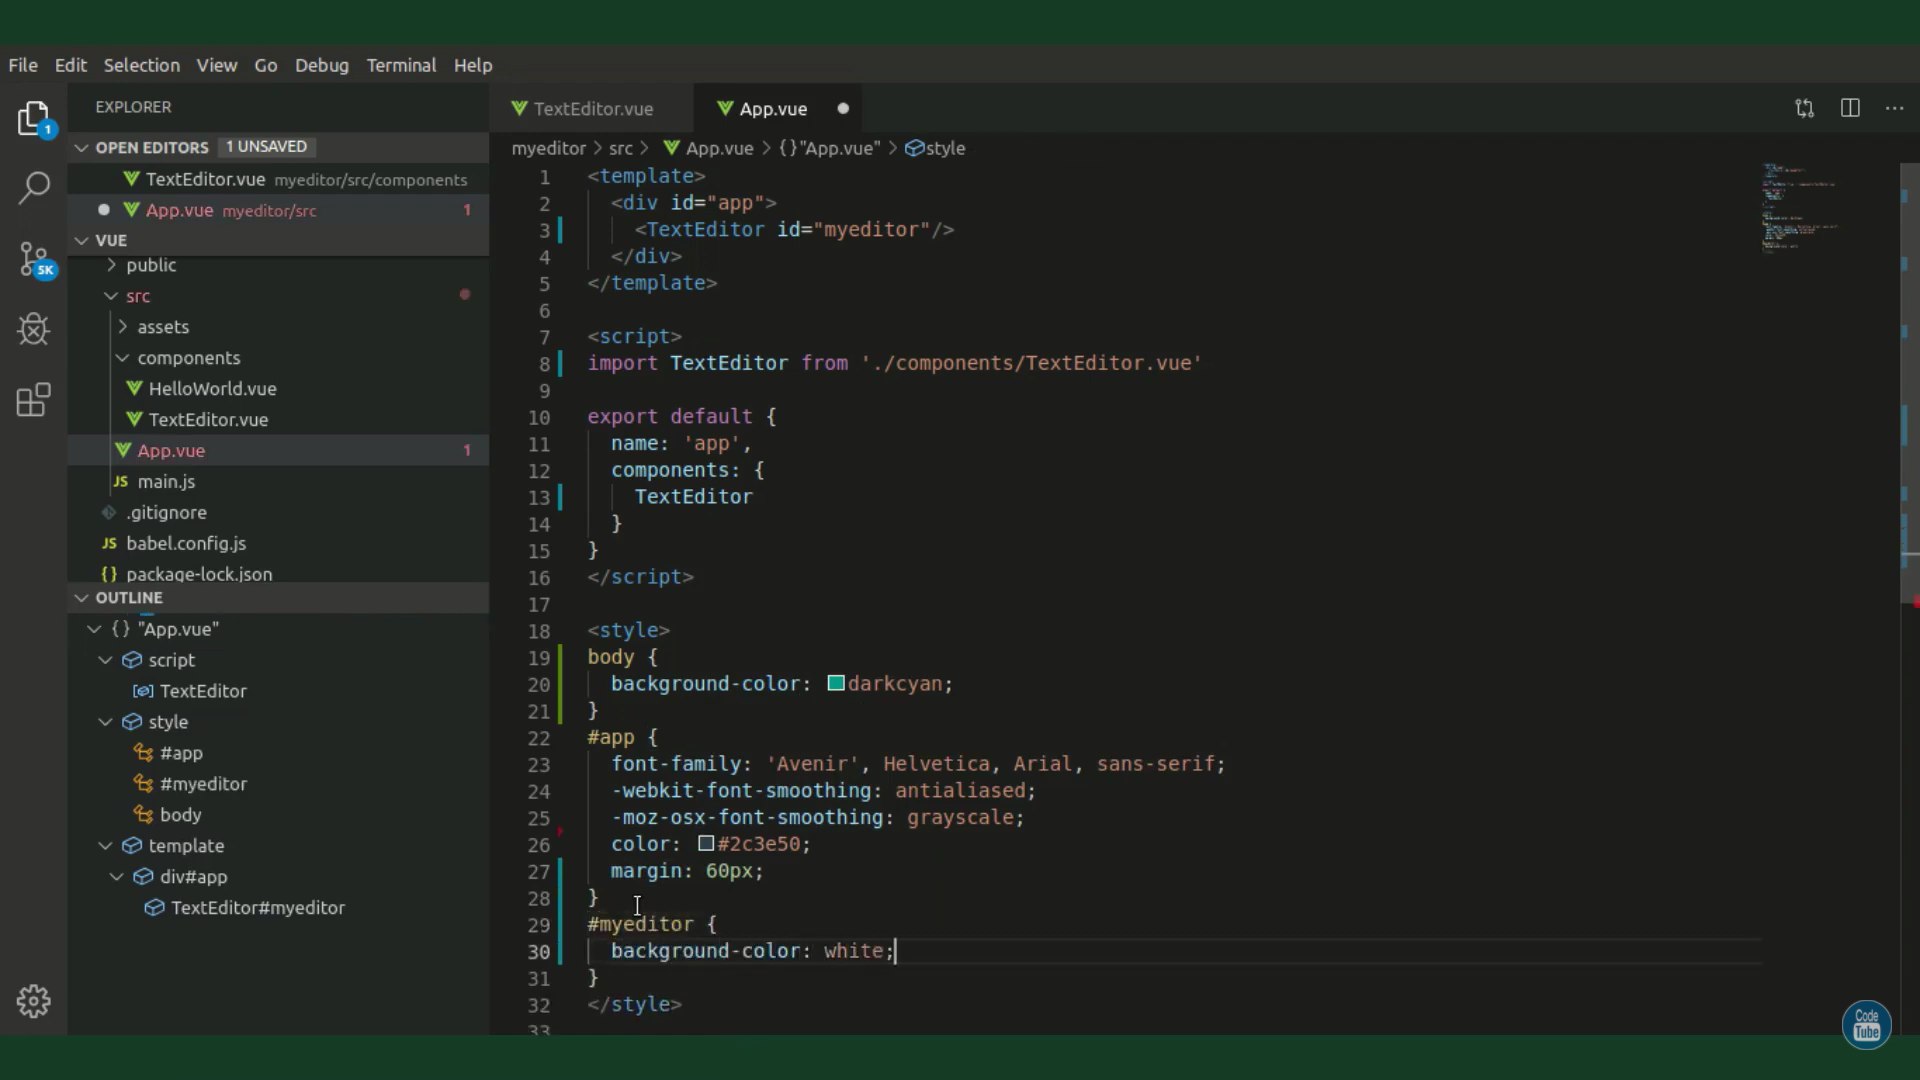 File Edit Selection View Go Debug Terminal Help
EXPLORER
TextEditor.vue
App.vue
1
OPEN EDITORS 1 UNSAVED
TextEditor.vue myeditor/src/components
App.vue myeditor/src 1
VUE
public
src
assets
components
HelloWorld.vue
TextEditor.vue
App.vue 1
JS main.js
.gitignore
JS babel.config.js
{} package-lock.json
OUTLINE
{} "App.vue"
script
TextEditor
style
#app
#myeditor
body
template
div#app
TextEditor#myeditor
5K
myeditor > src > App.vue > {} "App.vue" > style
1 <template>
2 <div id="app">
3 <TextEditor id="myeditor"/>
4 </div>
5 </template>
6
7 <script>
8 import TextEditor from './components/TextEditor.vue'
9
10 export default {
11 name: 'app',
12 components: {
13 TextEditor
14 }
15 }
16 </script>
17
18 <style>
19 body {
20 background-color: darkcyan;
21 }
22 #app {
23 font-family: 'Avenir', Helvetica, Arial, sans-serif;
24 -webkit-font-smoothing: antialiased;
25 -moz-osx-font-smoothing: grayscale;
26 color: #2c3e50;
27 margin: 60px;
28 }
29 #myeditor {
30 background-color: white;
31 }
32 </style>
33
Code
Tube